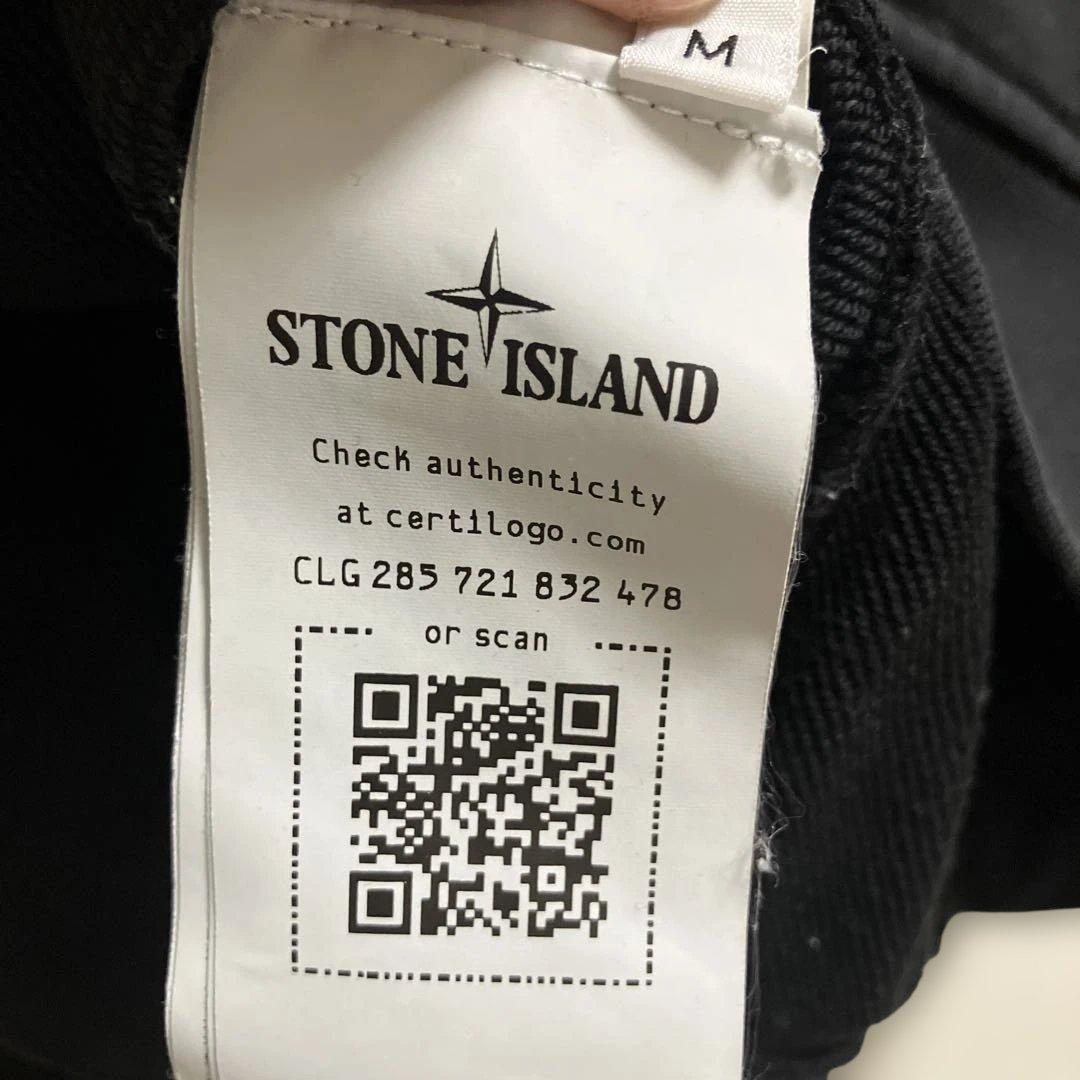 M
STONE ISLAND
Check authenticity
at certilogo.com
CLG 285 721 832 478
or scan